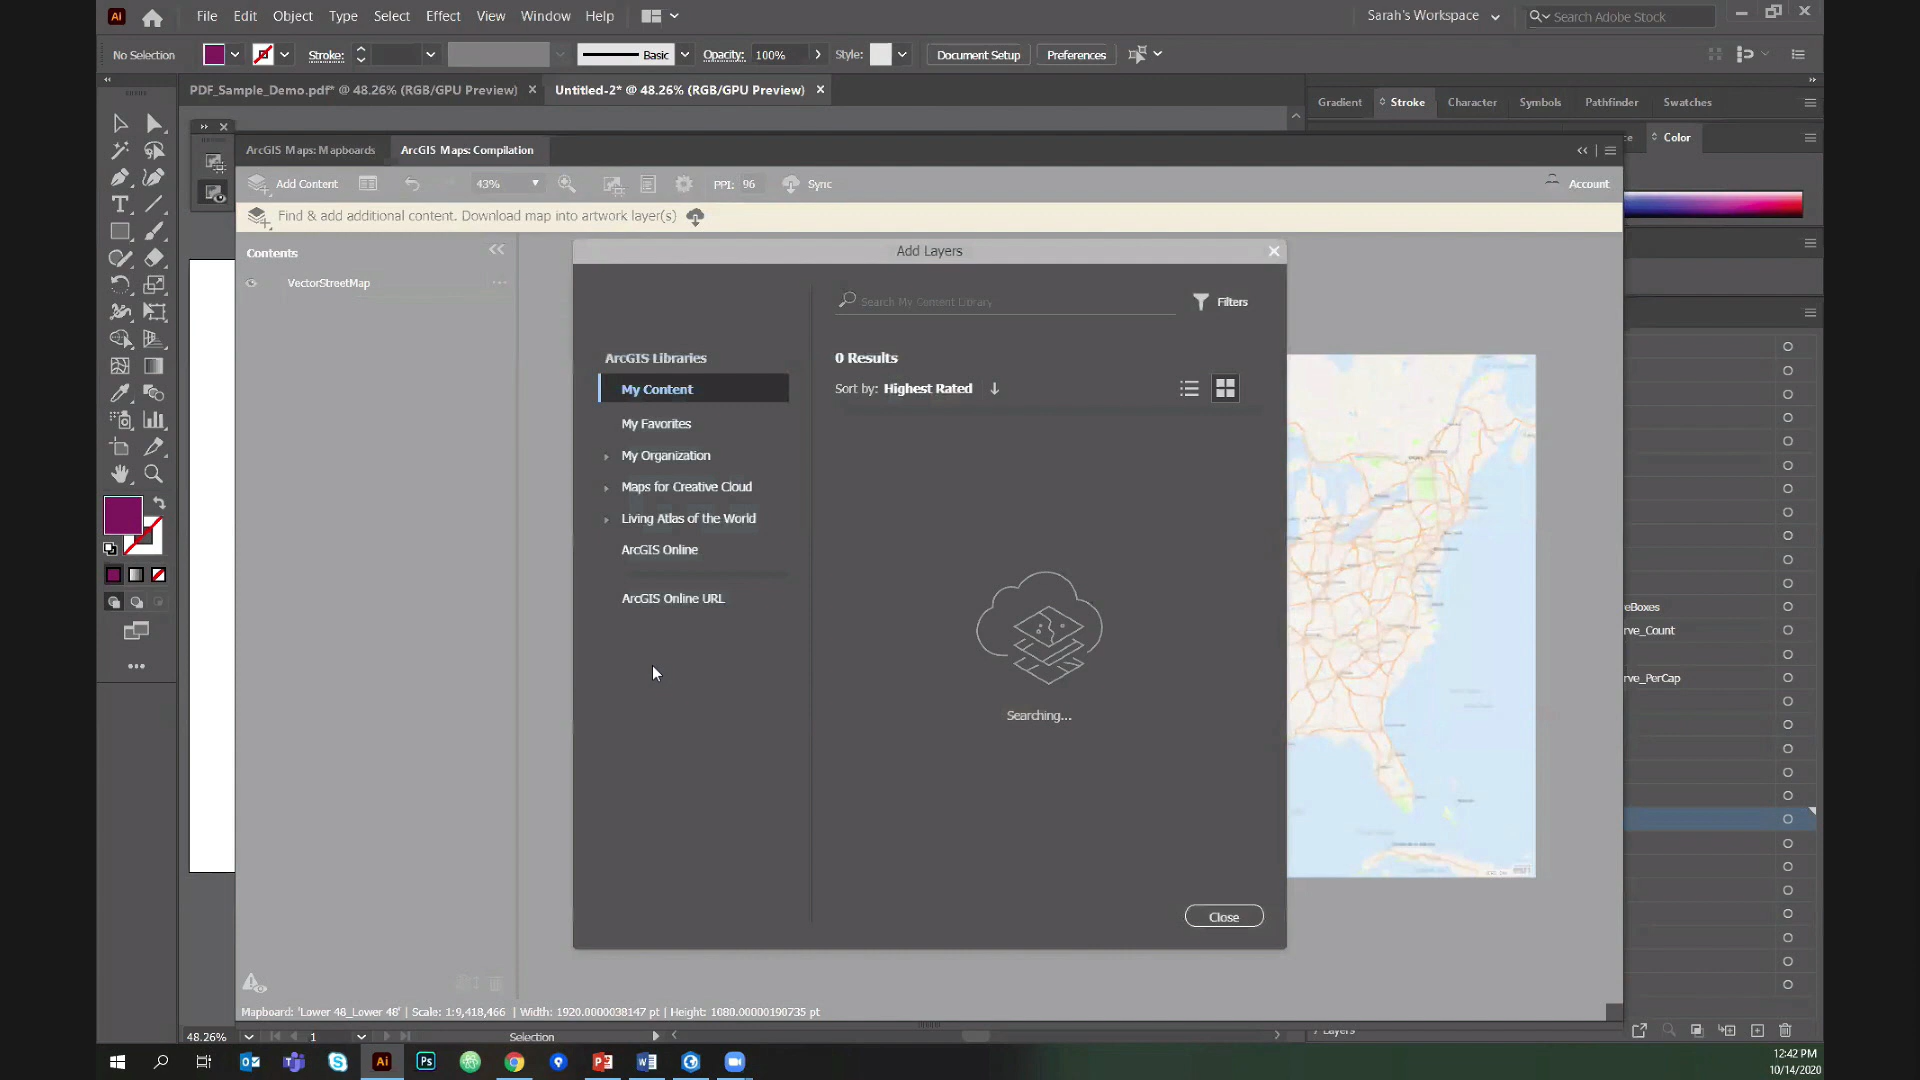 Ai File Edit Object Type Select Effect View Window Help Sarah's Workspace Search Adobe Stock
No Selection Stroke: Basic Opacity: 100% Style: Document Setup Preferences
PDF_Sample_Demo.pdf* @ 48.26% (RGB/GPU Preview) Untitled-2* @ 48.26% (RGB/GPU Preview)
Gradient Stroke Character Symbols Pathfinder Swatches
Color
ArcGIS Maps: Mapboards ArcGIS Maps: Compilation
Add Content 43% PPI: 96 Sync Account
Find & add additional content. Download map into artwork layer(s)
Contents
VectorStreetMap
Add Layers
Search My Content Library
Filters
ArcGIS Libraries
My Content
My Favorites
My Organization
Maps for Creative Cloud
Living Atlas of the World
ArcGIS Online
ArcGIS Online URL
0 Results
Sort by: Highest Rated
Searching...
Close
eBoxes
rve_Count
rve_PerCap
Mapboard: 'Lower 48_Lower 48' | Scale: 1:9,418,466 | Width: 1920.0000038147 pt | Height: 1080.00000190735 pt
48.26% 1 Selection
Layers
Ai Ps
12:42 PM
10/14/2020